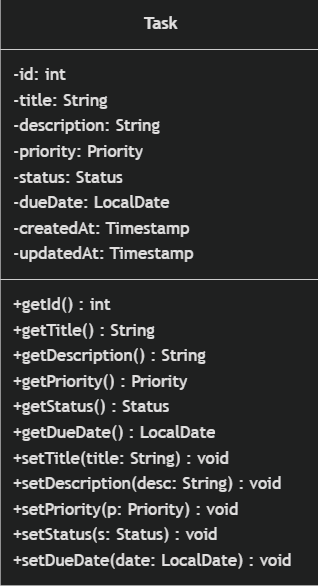 Task
-id: int
-title: String
-description: String
-priority: Priority
-status: Status
-dueDate: LocalDate
-createdAt: Timestamp
-updatedAt: Timestamp
+getId() : int
+getTitle() : String
+getDescription() : String
+getPriority() : Priority
+getStatus() : Status
+getDueDate() : LocalDate
+setTitle(title: String) : void
+setDescription(desc: String) : void
+setPriority(p: Priority) : void
+setStatus(s: Status) : void
+setDueDate(date: LocalDate) : void